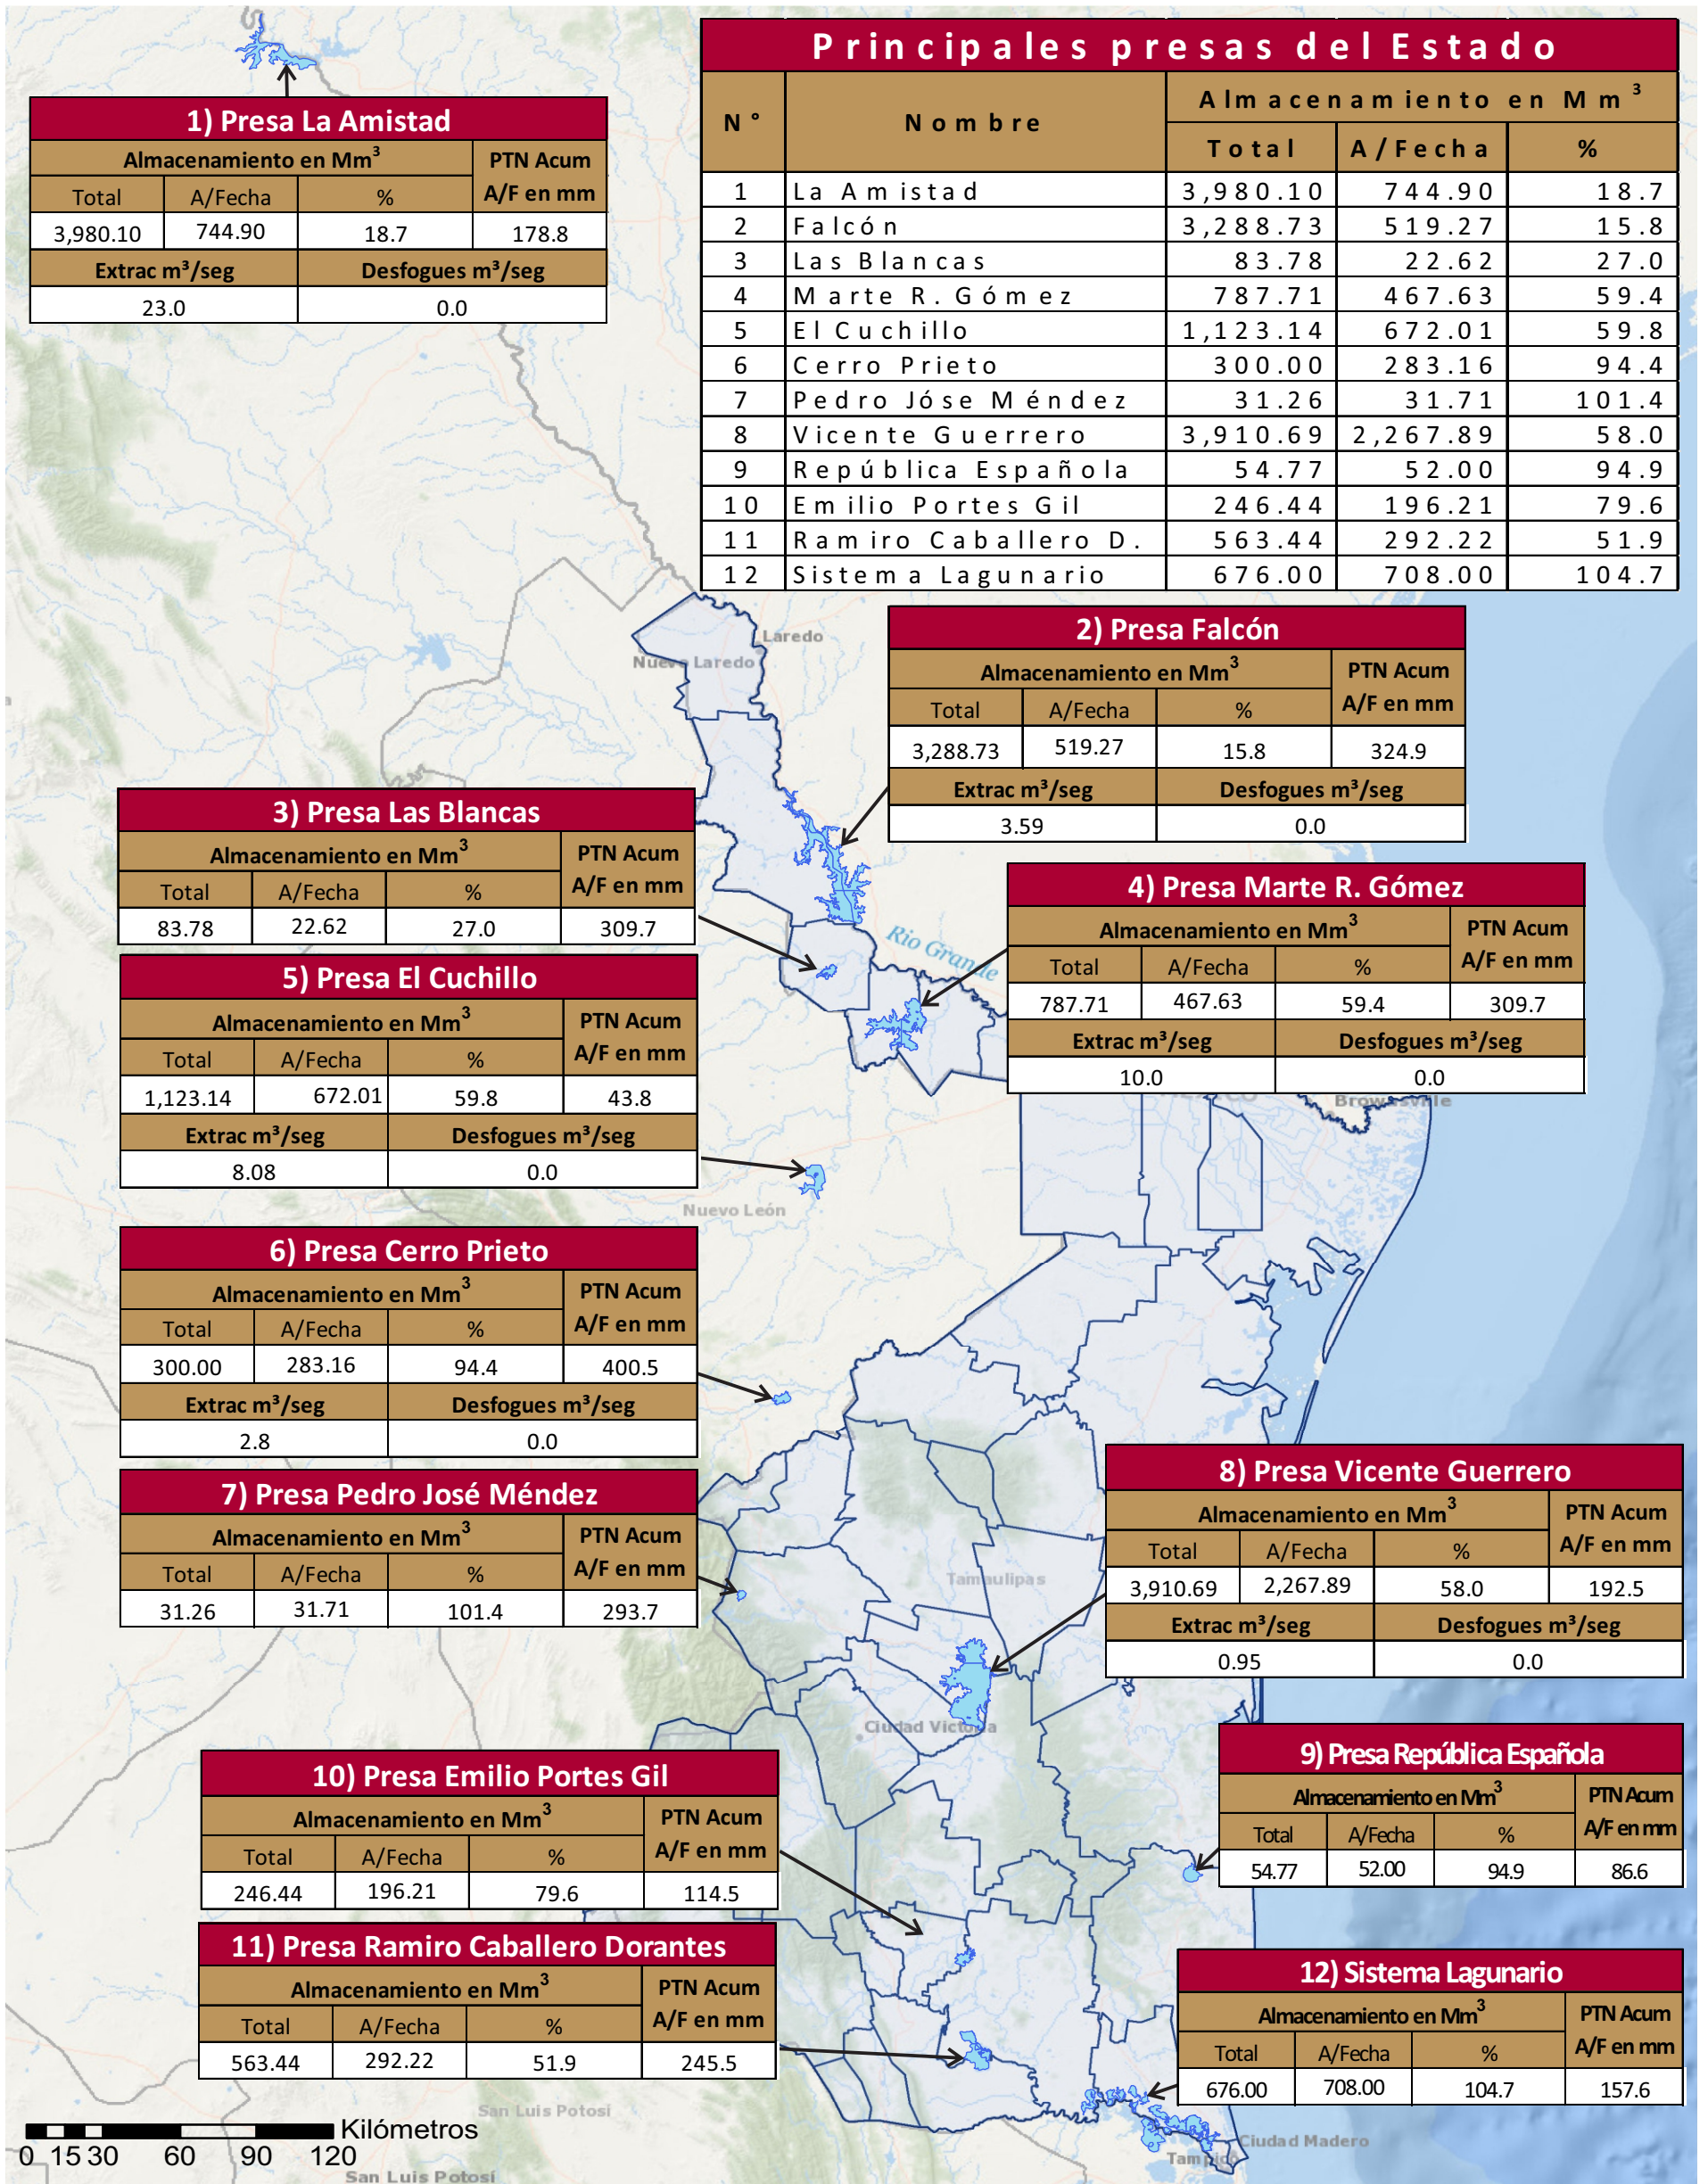 Principales presas del Estado
N° Nombre Almacenamiento en Mm³
Total A/Fecha %
1 La Amistad 3,980.10 744.90 18.7
2 Falcón 3,288.73 519.27 15.8
3 Las Blancas 83.78 22.62 27.0
4 Marte R. Gómez 787.71 467.63 59.4
5 El Cuchillo 1,123.14 672.01 59.8
6 Cerro Prieto 300.00 283.16 94.4
7 Pedro Jóse Méndez 31.26 31.71 101.4
8 Vicente Guerrero 3,910.69 2,267.89 58.0
9 República Española 54.77 52.00 94.9
10 Emilio Portes Gil 246.44 196.21 79.6
11 Ramiro Caballero D. 563.44 292.22 51.9
12 Sistema Lagunario 676.00 708.00 104.7
1) Presa La Amistad
Almacenamiento en Mm³ PTN Acum
Total A/Fecha % A/F en mm
3,980.10 744.90 18.7 178.8
Extrac m³/seg Desfogues m³/seg
23.0 0.0
Laredo
Nuevo Laredo
2) Presa Falcón
Almacenamiento en Mm³ PTN Acum
Total A/Fecha % A/F en mm
3,288.73 519.27 15.8 324.9
Extrac m³/seg Desfogues m³/seg
3.59 0.0
3) Presa Las Blancas
Almacenamiento en Mm³ PTN Acum
Total A/Fecha % A/F en mm
83.78 22.62 27.0 309.7
Rio Grande
4) Presa Marte R. Gómez
Almacenamiento en Mm³ PTN Acum
Total A/Fecha % A/F en mm
787.71 467.63 59.4 309.7
Extrac m³/seg Desfogues m³/seg
10.0 0.0
Brownsville
5) Presa El Cuchillo
Almacenamiento en Mm³ PTN Acum
Total A/Fecha % A/F en mm
1,123.14 672.01 59.8 43.8
Extrac m³/seg Desfogues m³/seg
8.08 0.0
Nuevo León
6) Presa Cerro Prieto
Almacenamiento en Mm³ PTN Acum
Total A/Fecha % A/F en mm
300.00 283.16 94.4 400.5
Extrac m³/seg Desfogues m³/seg
2.8 0.0
7) Presa Pedro José Méndez
Almacenamiento en Mm³ PTN Acum
Total A/Fecha % A/F en mm
31.26 31.71 101.4 293.7
Tamaulipas
8) Presa Vicente Guerrero
Almacenamiento en Mm³ PTN Acum
Total A/Fecha % A/F en mm
3,910.69 2,267.89 58.0 192.5
Extrac m³/seg Desfogues m³/seg
0.95 0.0
Ciudad Victoria
9) Presa República Española
Almacenamiento en Mm³ PTN Acum
Total A/Fecha % A/F en mm
54.77 52.00 94.9 86.6
10) Presa Emilio Portes Gil
Almacenamiento en Mm³ PTN Acum
Total A/Fecha % A/F en mm
246.44 196.21 79.6 114.5
11) Presa Ramiro Caballero Dorantes
Almacenamiento en Mm³ PTN Acum
Total A/Fecha % A/F en mm
563.44 292.22 51.9 245.5
12) Sistema Lagunario
Almacenamiento en Mm³ PTN Acum
Total A/Fecha % A/F en mm
676.00 708.00 104.7 157.6
San Luis Potosí
Kilómetros
0 15 30 60 90 120
San Luis Potosí
Ciudad Madero
Tampico